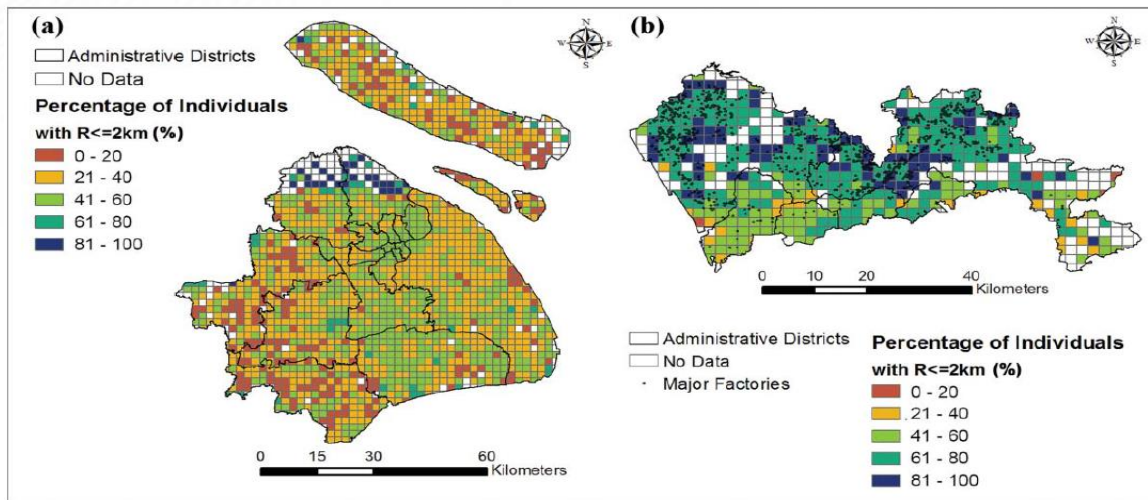 (a)
N
W E
S
Administrative Districts
No Data
Percentage of Individuals
with R<=2km (%)
0 - 20
21 - 40
41 - 60
61 - 80
81 - 100
0 15 30 60
Kilometers
(b)
N
W E
S
0 10 20 40
Kilometers
Administrative Districts
No Data
Major Factories
Percentage of Individuals
with R<=2km (%)
0 - 20
21 - 40
41 - 60
61 - 80
81 - 100